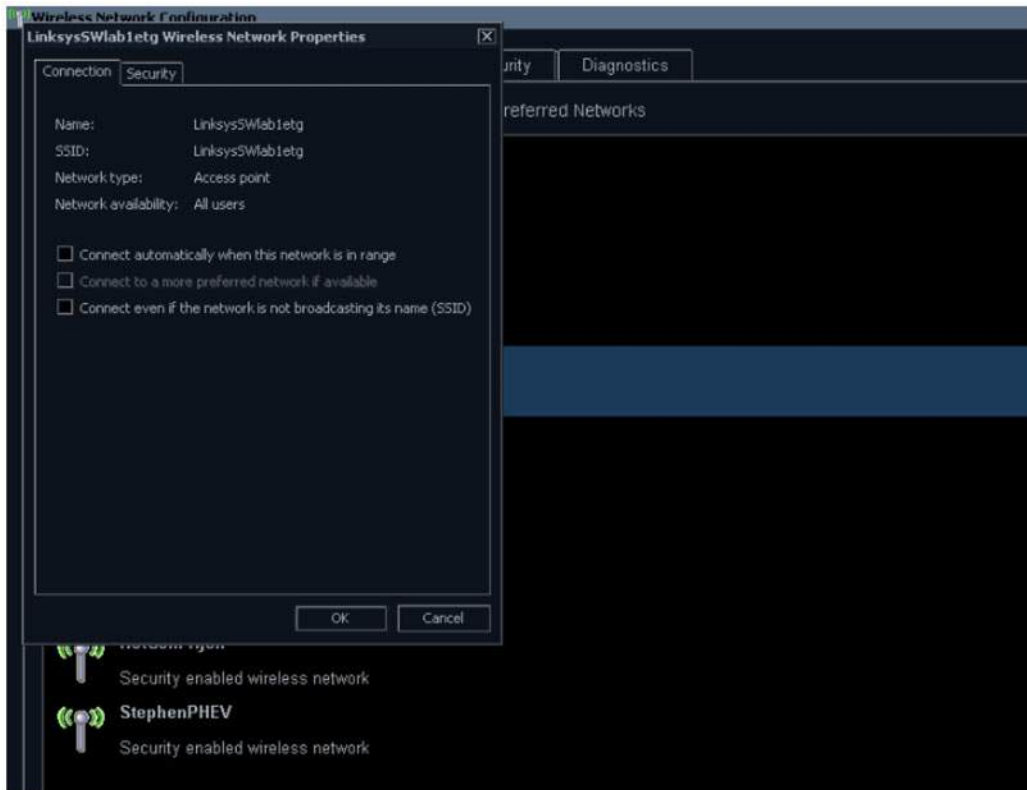 Wireless Network Configuration
LinksysSWlab1etg Wireless Network Properties
Connection Security
urity Diagnostics
referred Networks
Name: LinksysSWlab1etg
SSID: LinksysSWlab1etg
Network type: Access point
Network availability: All users
Connect automatically when this network is in range
Connect to a more preferred network if available
Connect even if the network is not broadcasting its name (SSID)
OK Cancel
Security enabled wireless network
StephenPHEV
Security enabled wireless network